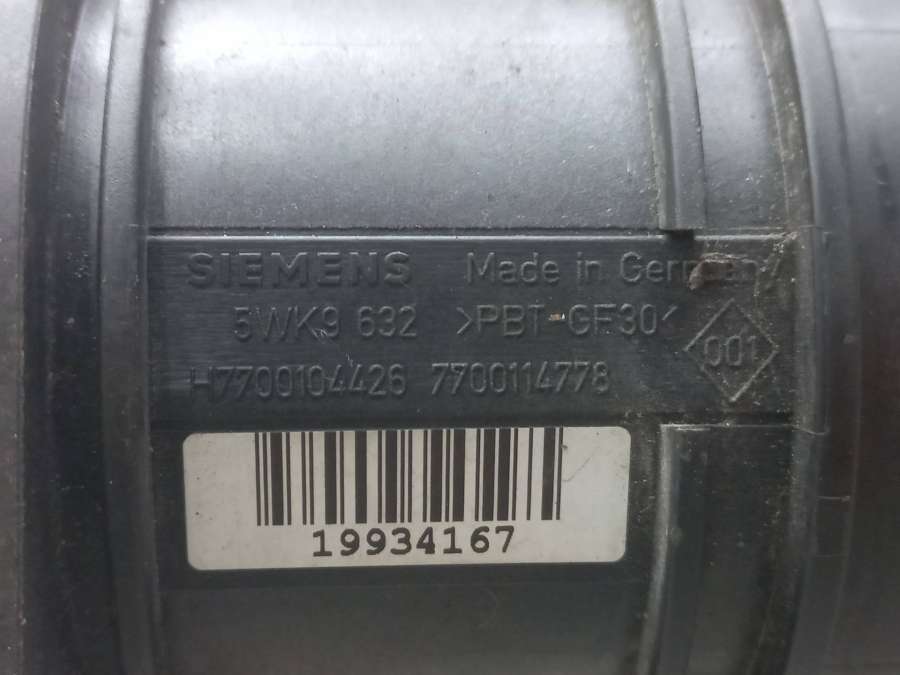 SIEMENS Made in Germany
5WK9 632 >PBT-GF30<
001
H7700104426 7700114778
19934167